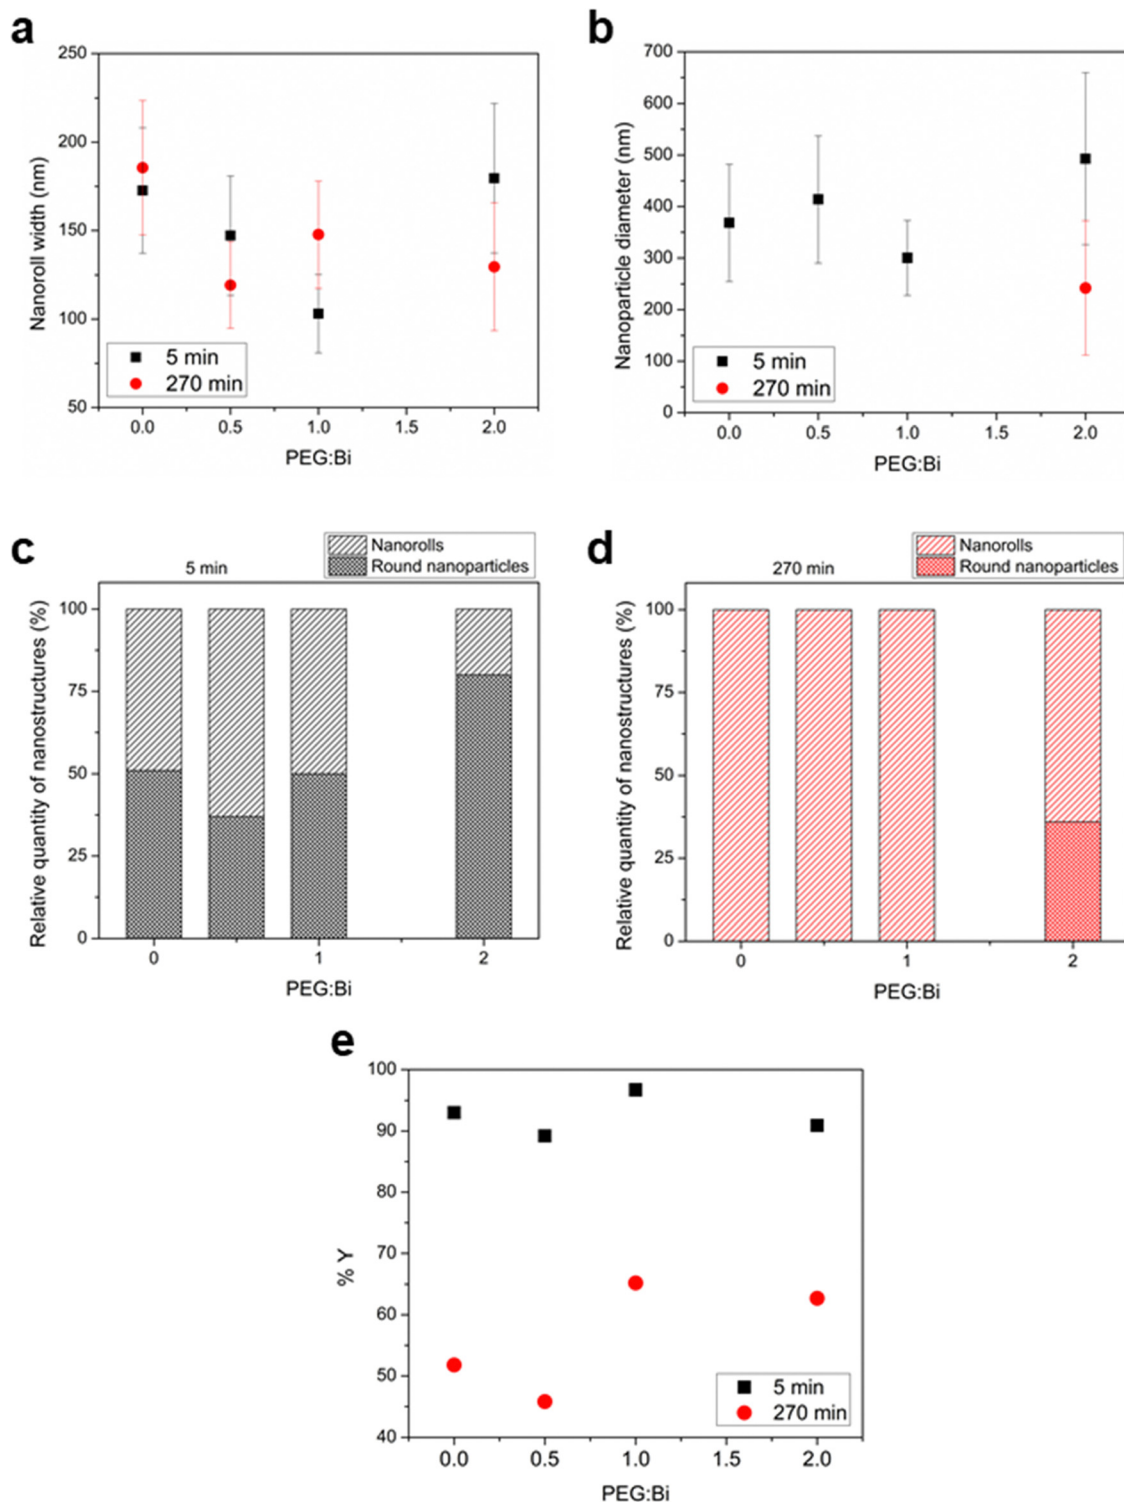 a
250
200
150
100
50
Nanoroll width (nm)
5 min
270 min
0.0 0.5 1.0 1.5 2.0
PEG:Bi
b
700
600
500
400
300
200
100
0
Nanoparticle diameter (nm)
5 min
270 min
0.0 0.5 1.0 1.5 2.0
PEG:Bi
c
Nanorolls
Round nanoparticles
5 min
100
75
50
25
0
Relative quantity of nanostructures (%)
0 1 2
PEG:Bi
d
Nanorolls
Round nanoparticles
270 min
100
75
50
25
0
Relative quantity of nanostructures (%)
0 1 2
PEG:Bi
e
100
90
80
70
60
50
40
% Y
5 min
270 min
0.0 0.5 1.0 1.5 2.0
PEG:Bi